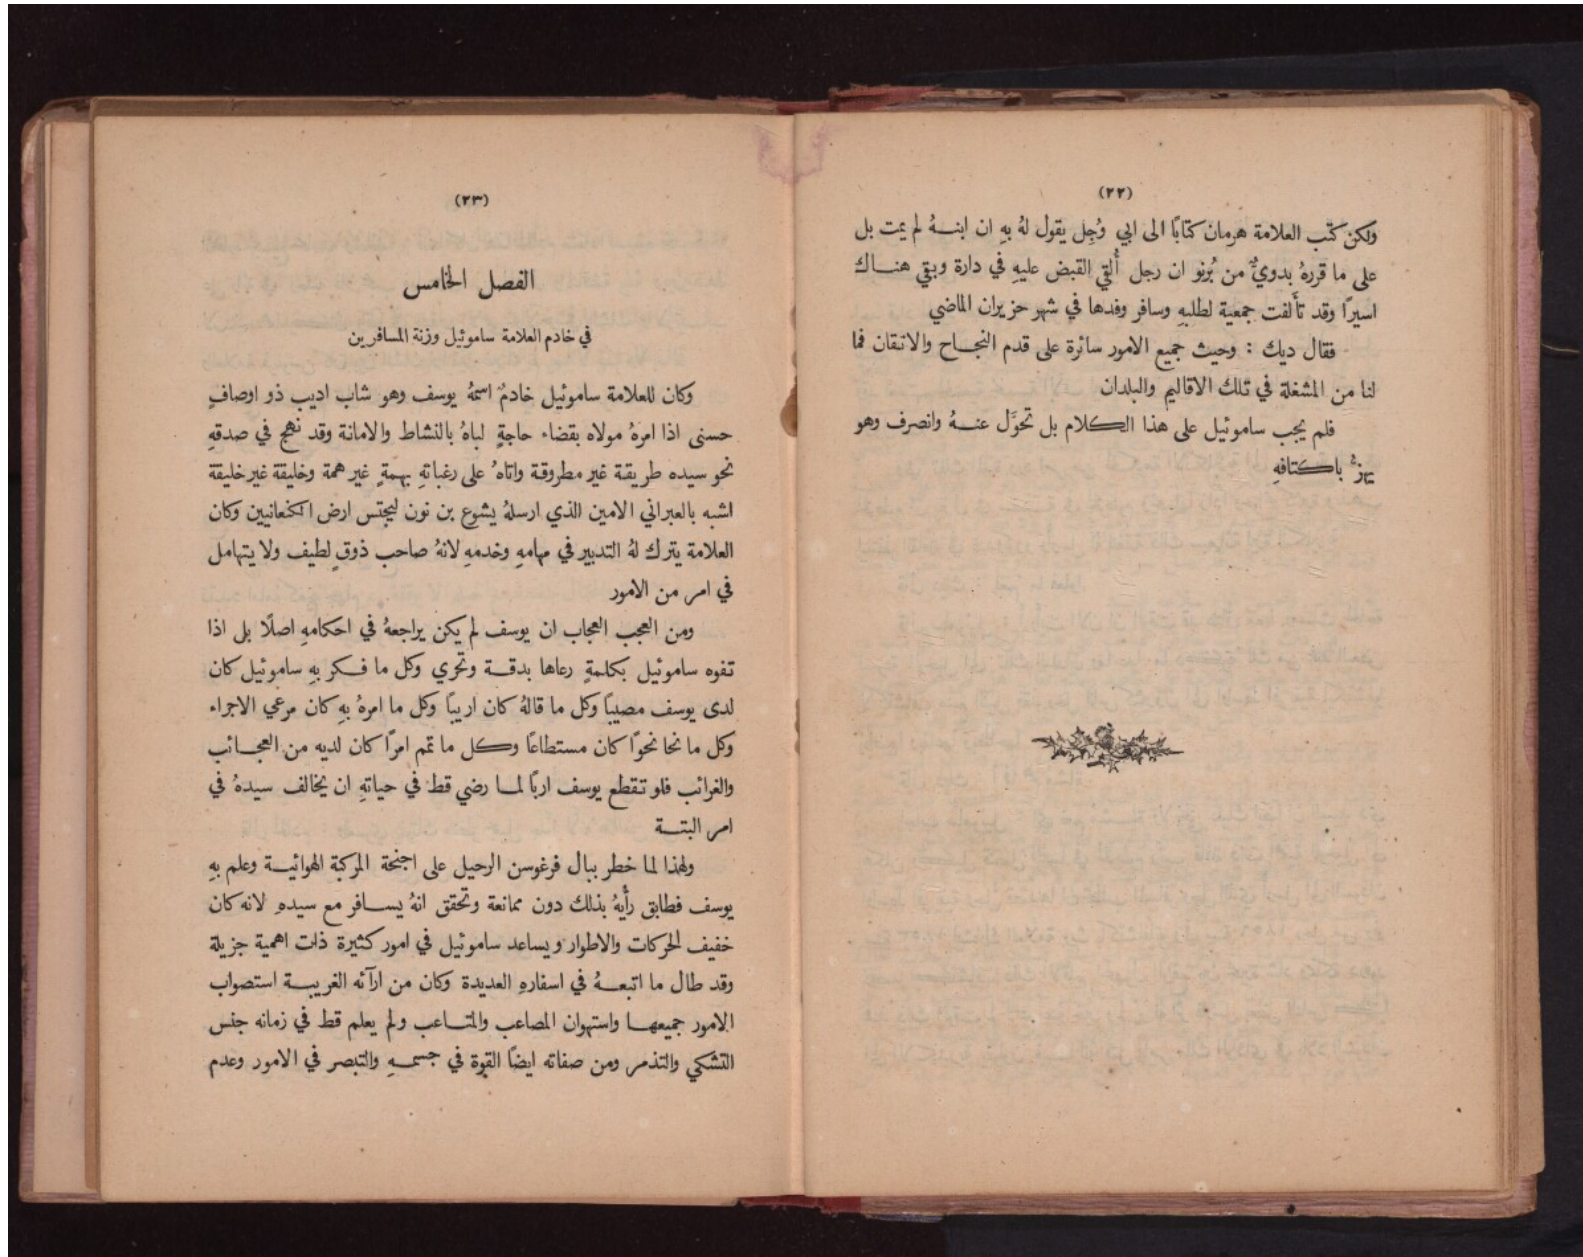 (٢٢)
ولكن كتب العلامة هرمان كتابًا الى ابي وُجِل يقول لهُ بهِ ان ابنــهُ لم يمت بل
على ما قررهُ بدويٌّ من بُرنو ان رجل أُلقي القبض عليهِ في دارة وبقي هنــاك
اسيرًا وقد تأَلفت جمعية لطلبهِ وسافر وفدها في شهر حزيران الماضي
فقال ديك : وحيث جميع الامور سائرة على قدم النجــاح والاتقان فما
لنا من المشغلة في تلك الاقاليم والبلدان
فلم يجب ساموئيل على هذا الكلام بل تحوَّل عنــهُ وانصرف وهو
يهزُّ باكتافهِ
(٢٣)
الفصل الخامس
في خادم العلامة ساموئيل وزنة المسافرين
وكان للعلامة ساموئيل خادمٌ اسمهُ يوسف وهو شاب اديب ذو اوصافٍ
حسنى اذا امرهُ مولاه بقضاء حاجةٍ لباهُ بالنشاط والامانة وقد نهج في صدقهِ
نحو سيده طريقة غير مطروقة واتاهُ على رغباتهِ بهمةٍ غير همة وخليقة غير خليقة
اشبه بالعبراني الامين الذي ارسلهُ يشوع بن نون ليجتس ارض الكنعانيين وكان
العلامة يترك لهُ التدبير في مهامهِ وخدمهِ لانهُ صاحب ذوقٍ لطيف ولا يتهامل
في امر من الامور
ومن العجب العجاب ان يوسف لم يكن يراجعهُ في احكامهِ اصلًا بل اذا
تفوه ساموئيل بكلمةٍ رعاها بدقــة وتحري وكل ما فــكر بهِ ساموئيل كان
لدى يوسف مصيبًا وكل ما قالهُ كان اريبًا وكل ما امرهُ بهِ كان مرعي الاجراء
وكل ما نحا نحوًا كان مستطاعًا وكل ما تمم امرًا كان لديه من العجــائب
والغرائب فلو تقطع يوسف اربًا لمــا رضي قط في حياتهِ ان يخالف سيدهُ في
امر البتــة
ولهذا لما خطر ببال فرغوسن الرحيل على اجنحة المركبة الهوائيــة وعلم بهِ
يوسف فطابق رأيهُ بذلك دون ممانعة وتحقق انهُ يســافر مع سيدهِ لانه كان
خفيف الحركات والاطوار ويساعد ساموئيل في امور كثيرة ذات اهمية جزيلة
وقد طال ما اتبعــهُ في اسفارهِ العديدة وكان من ارآئه الغريبــة استصواب
الامور جميعهــا واستهوان المصاعب والمتــاعب ولم يعلم قط في زمانه جنس
التشكي والتذمر ومن صفاته ايضًا القوة في جسمــهِ والتبصر في الامور وعدم